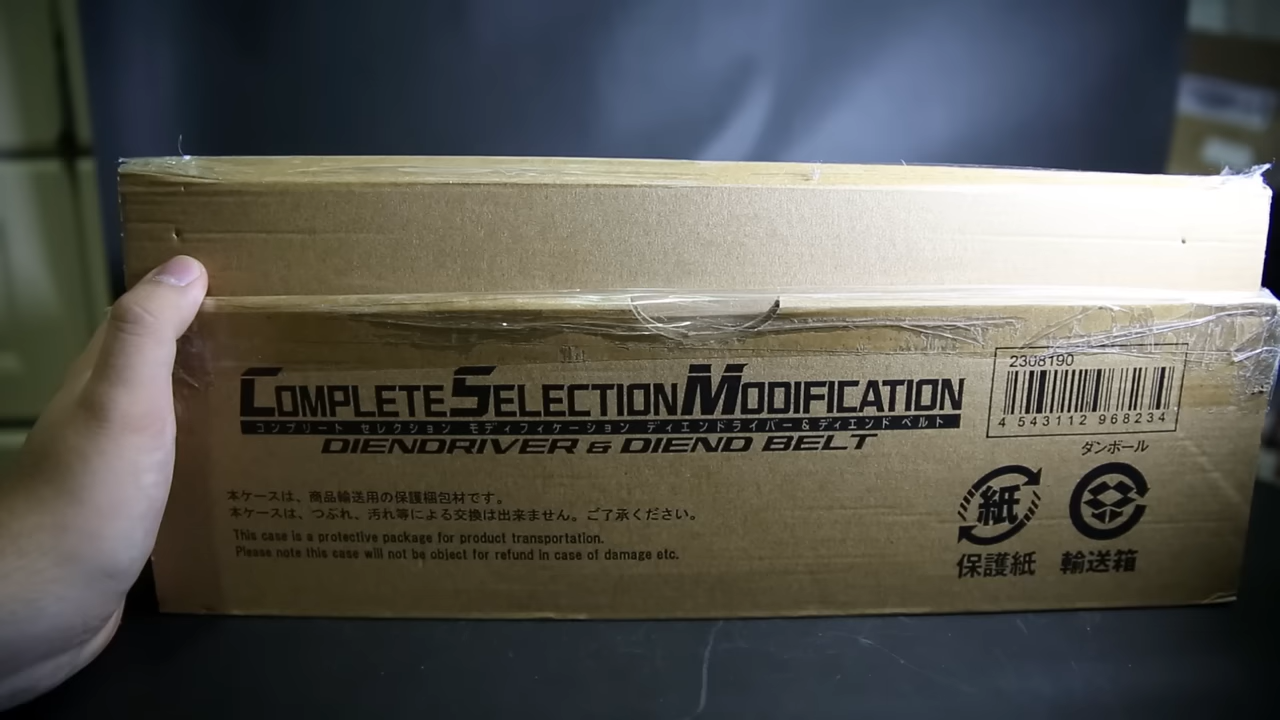 COMPLETE SELECTION MODIFICATION
コンプリート セレクション モディフィケーション ディエンドライバー & ディエンド ベルト
DIENDRIVER & DIEND BELT
2308190
4 543112 968234
ダンボール
本ケースは、商品輸送用の保護梱包材です。
本ケースは、つぶれ、汚れ等による交換は出来ません。ご了承ください。
This case is a protective package for product transportation.
Please note this case will not be object for refund in case of damage etc.
紙
保護紙
輸送箱